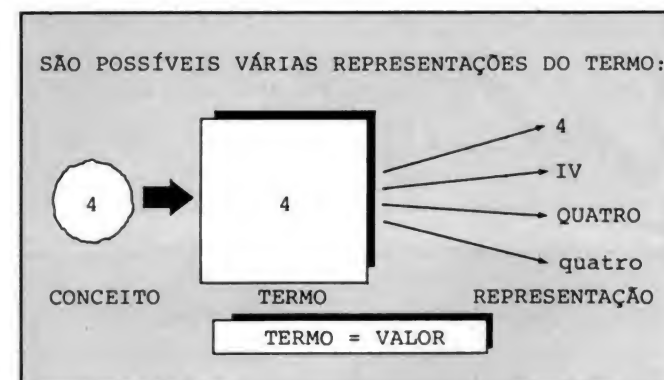 SÃO POSSÍVEIS VÁRIAS REPRESENTAÇÕES DO TERMO:
4
4
4
IV
QUATRO
quatro
CONCEITO TERMO REPRESENTAÇÃO
TERMO = VALOR